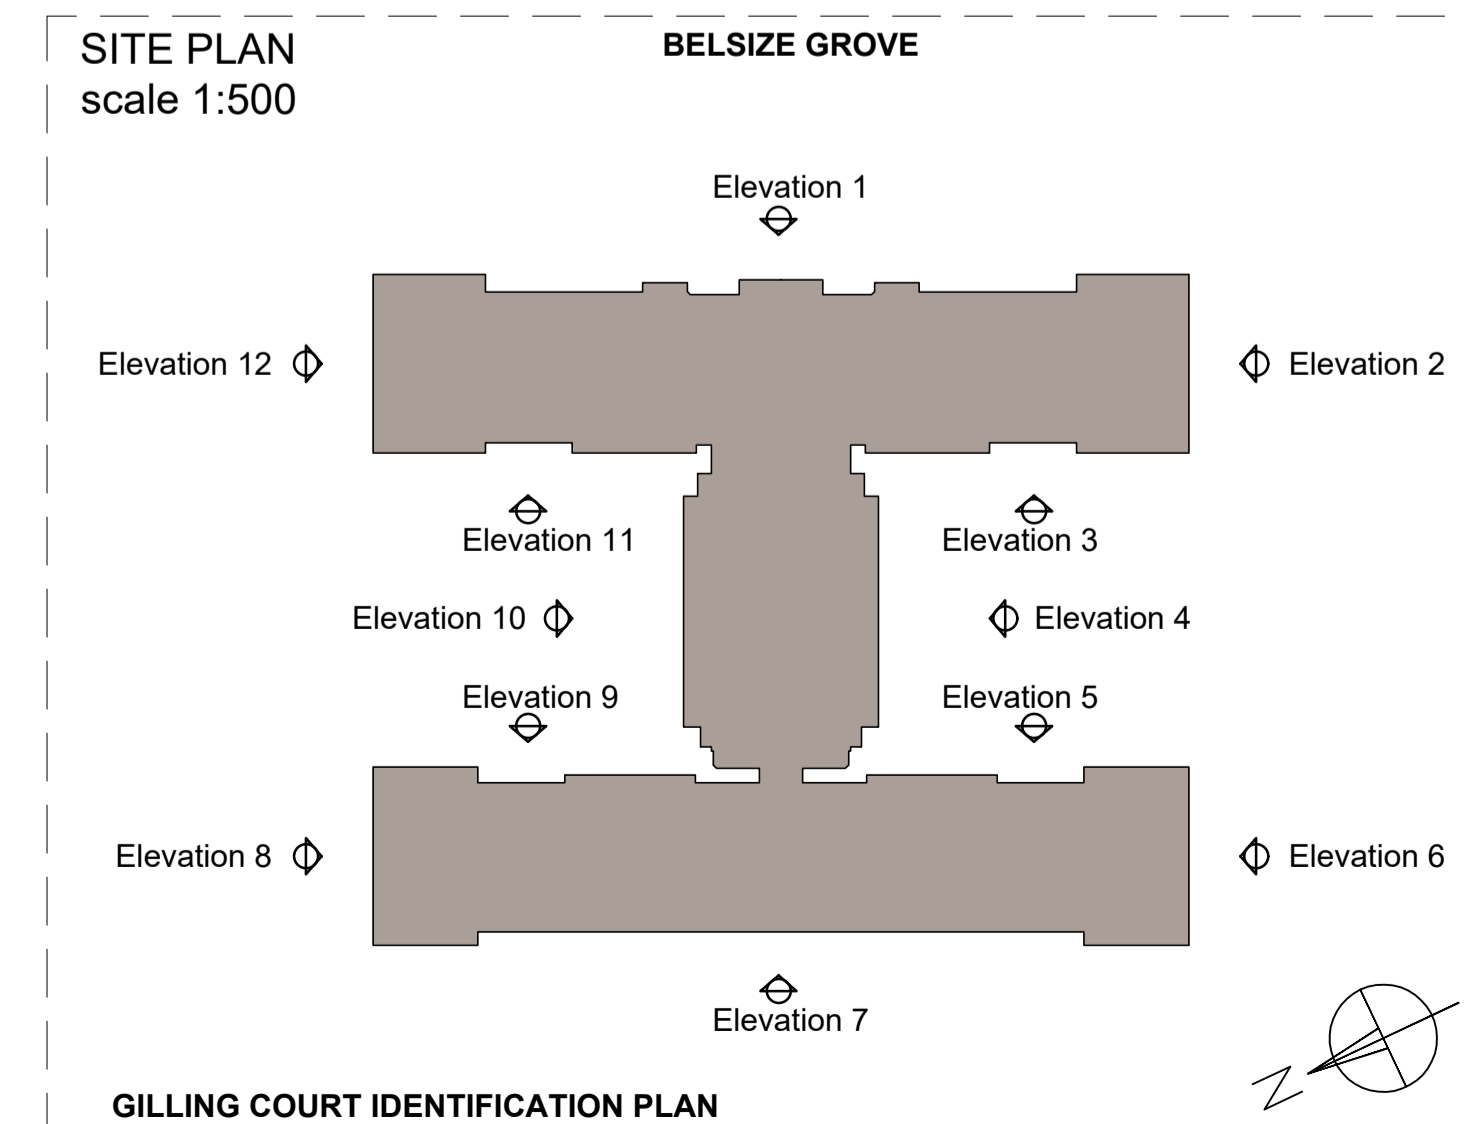 SITE PLAN
scale 1:500
BELSIZE GROVE
Elevation 1
Elevation 12
Elevation 2
Elevation 11
Elevation 3
Elevation 10
Elevation 4
Elevation 9
Elevation 5
Elevation 8
Elevation 6
Elevation 7
N
GILLING COURT IDENTIFICATION PLAN